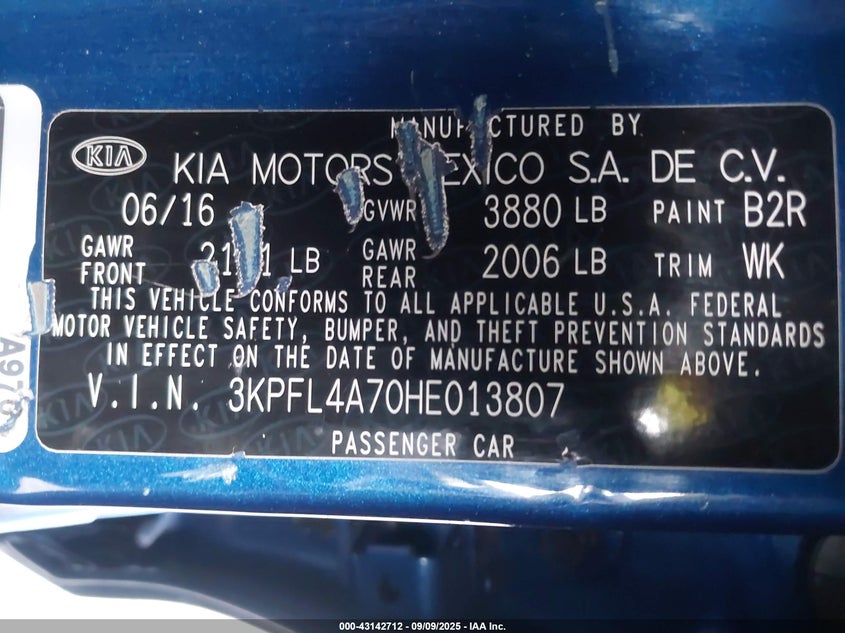 MANUF CTURED BY
KIA KIA MOTORS MEXICO S.A. DE C.V.
06/16 GVWR 3880 LB PAINT B2R
GAWR FRONT LB GAWR REAR 2006 LB TRIM WK
THIS VEHICLE CONFORMS TO ALL APPLICABLE U.S.A. FEDERAL
MOTOR VEHICLE SAFETY, BUMPER, AND THEFT PREVENTION STANDARDS
IN EFFECT ON THE DATE OF MANUFACTURE SHOWN ABOVE.
V.I.N. 3KPFL4A70HE013807
PASSENGER CAR
000-43142712 - 09/09/2025 - IAA Inc.